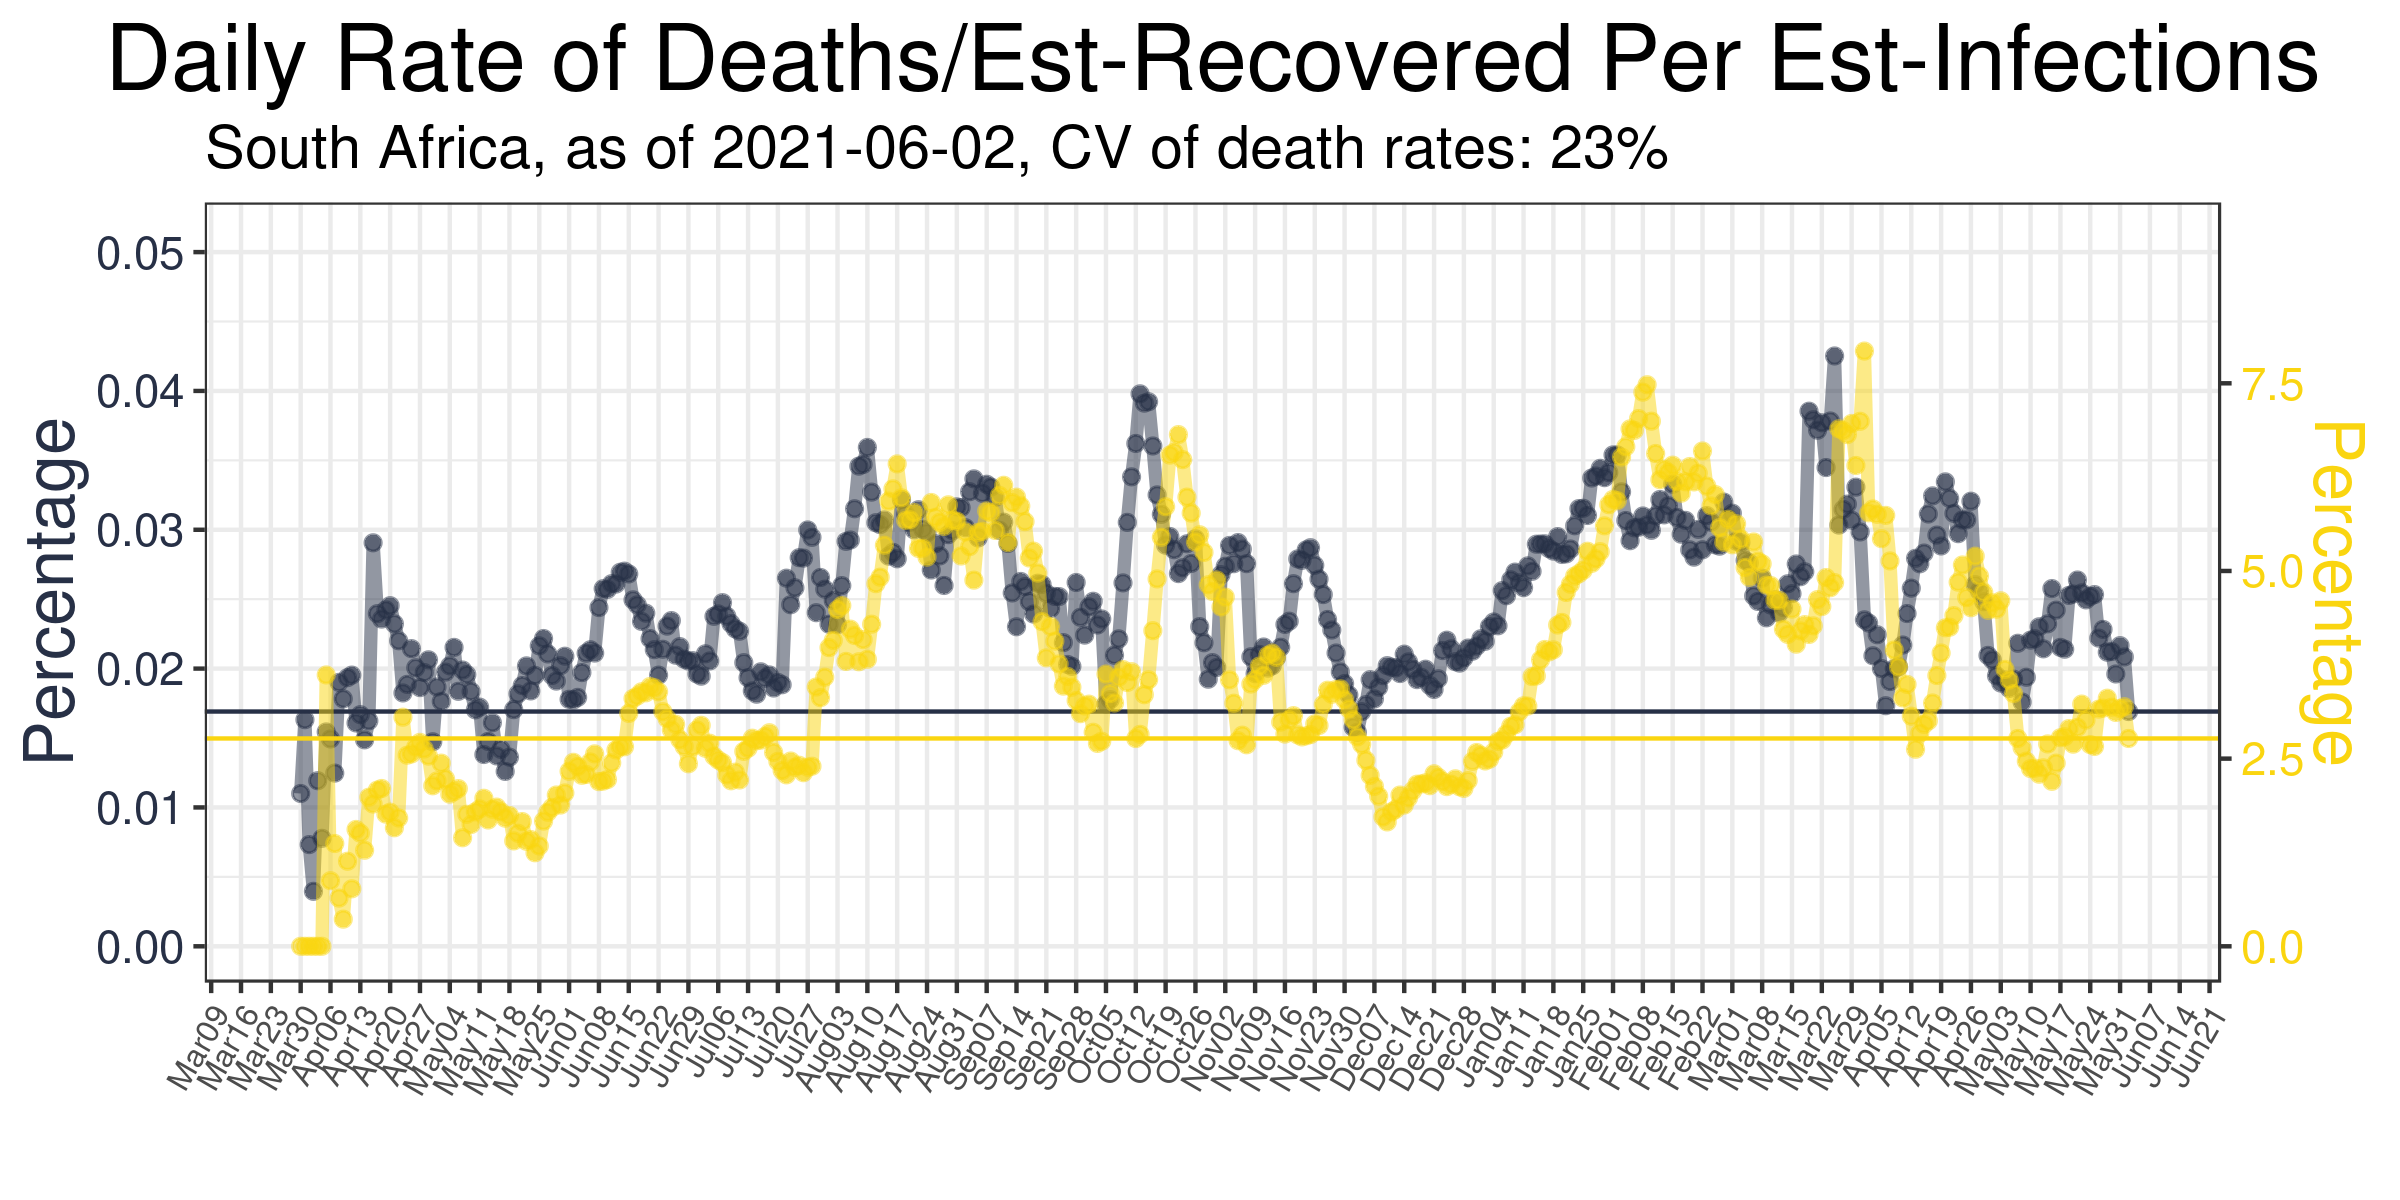 Daily Rate of Deaths/Est-Recovered Per Est-Infections
South Africa, as of 2021-06-02, CV of death rates: 23%
Percentage
0.05
0.04
0.03
0.02
0.01
0.00
7.5
5.0
2.5
0.0
Percentage
Mar09
Mar16
Mar23
Mar30
Apr06
Apr13
Apr20
Apr27
May04
May11
May18
May25
Jun01
Jun08
Jun15
Jun22
Jun29
Jul06
Jul13
Jul20
Jul27
Aug03
Aug10
Aug17
Aug24
Aug31
Sep07
Sep14
Sep21
Sep28
Oct05
Oct12
Oct19
Oct26
Nov02
Nov09
Nov16
Nov23
Nov30
Dec07
Dec14
Dec21
Dec28
Jan04
Jan11
Jan18
Jan25
Feb01
Feb08
Feb15
Feb22
Mar01
Mar08
Mar15
Mar22
Mar29
Apr05
Apr12
Apr19
Apr26
May03
May10
May17
May24
May31
Jun07
Jun14
Jun21